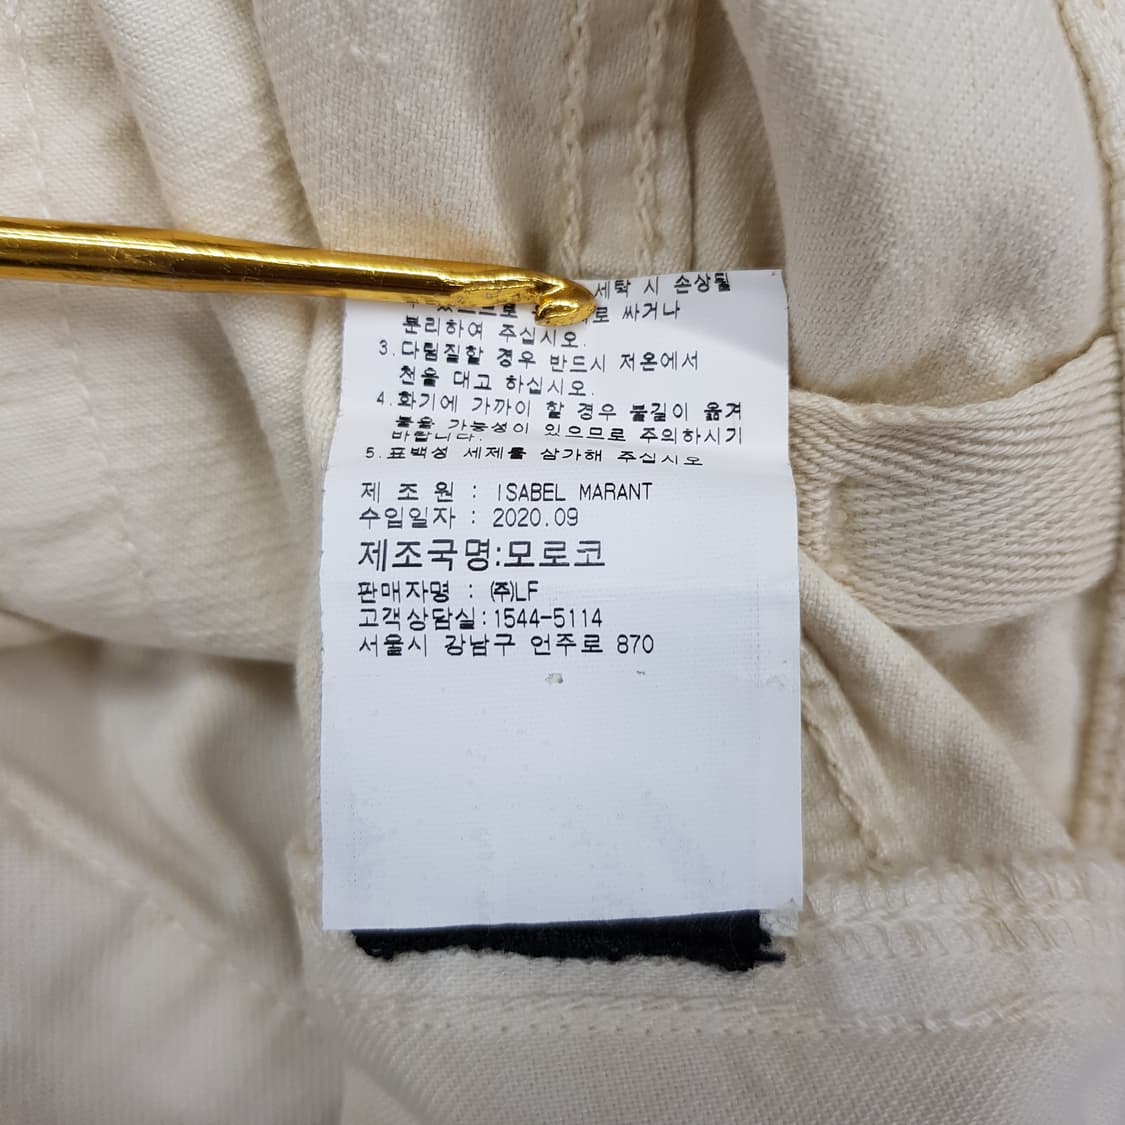 세탁 시 손상될
수 있으므로 로 싸거나
분리하여 주십시오.
3.다림질할 경우 반드시 저온에서
천을 대고 하십시오.
4.화기에 가까이 할 경우 불길이 옮겨
붙을 가능성이 있으므로 주의하시기
바랍니다.
5.표백성 세제를 삼가해 주십시오
제 조 원 : ISABEL MARANT
수입일자 : 2020.09
제조국명:모로코
판매자명 : ㈜LF
고객상담실:1544-5114
서울시 강남구 언주로 870